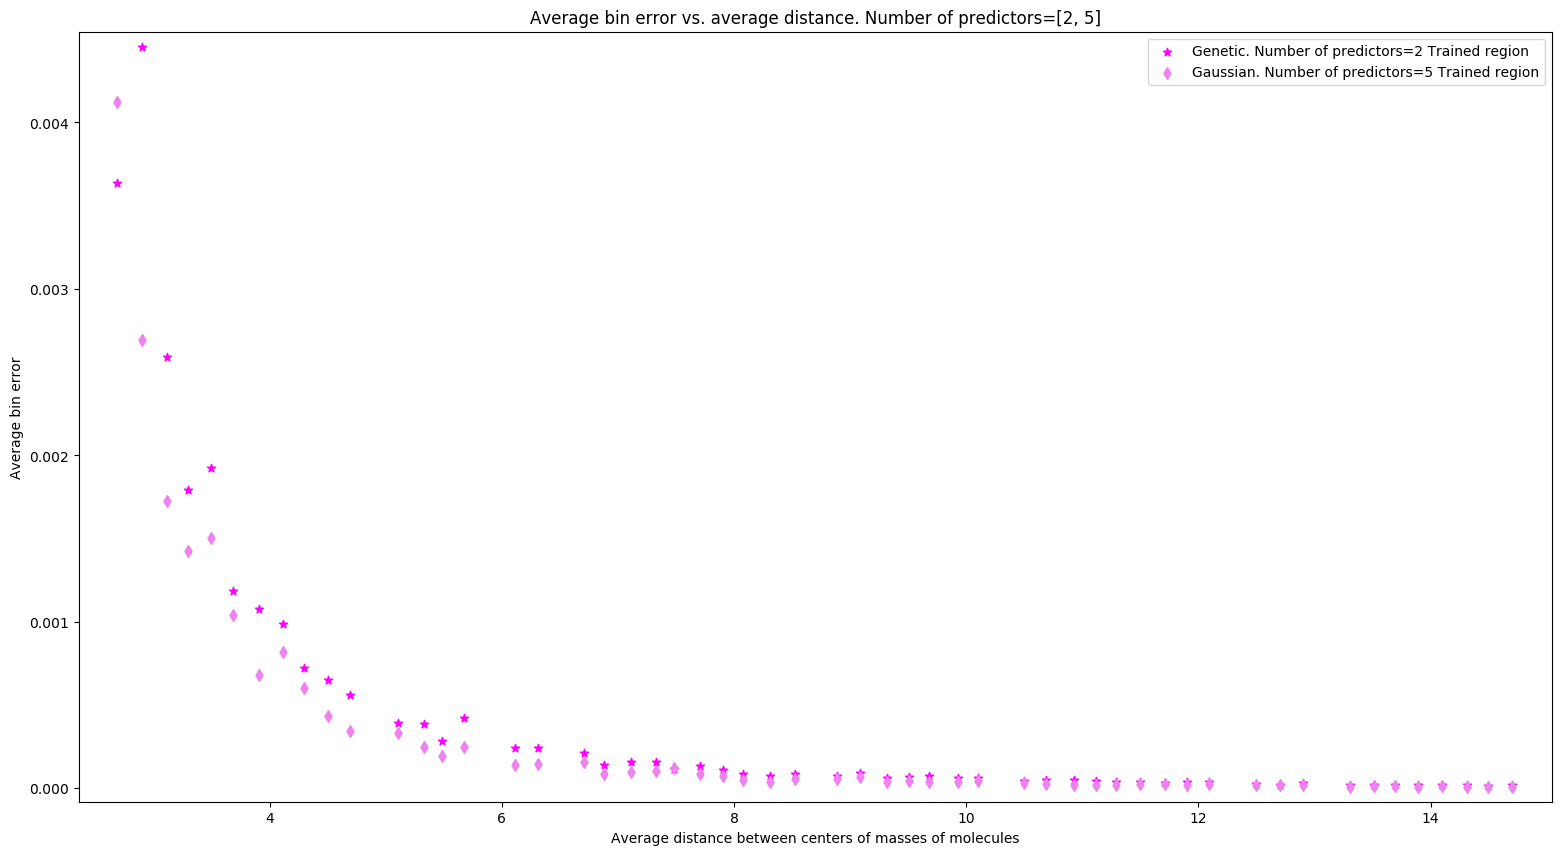 Average bin error vs. average distance. Number of predictors=[2, 5]
Genetic. Number of predictors=2 Trained region
Gaussian. Number of predictors=5 Trained region
Average bin error
0.004
0.003
0.002
0.001
0.000
4 6 8 10 12 14
Average distance between centers of masses of molecules